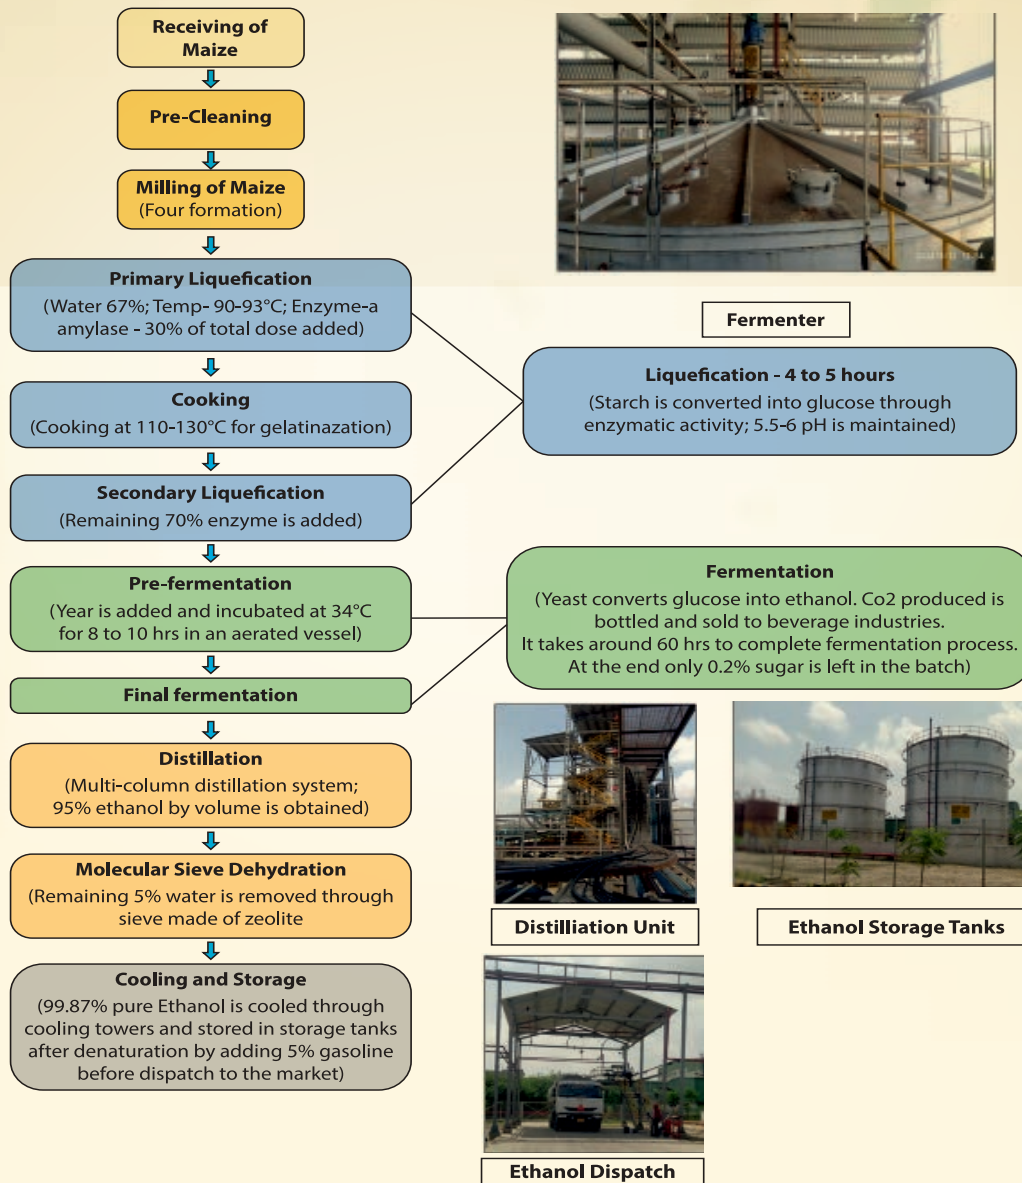 Receiving of
Maize
Pre-Cleaning
Milling of Maize
(Four formation)
Primary Liquefication
(Water 67%; Temp- 90-93°C; Enzyme-a
amylase - 30% of total dose added)
Cooking
(Cooking at 110-130°C for gelatinazation)
Secondary Liquefication
(Remaining 70% enzyme is added)
Pre-fermentation
(Year is added and incubated at 34°C
for 8 to 10 hrs in an aerated vessel)
Final fermentation
Distillation
(Multi-column distillation system;
95% ethanol by volume is obtained)
Molecular Sieve Dehydration
(Remaining 5% water is removed through
sieve made of zeolite
Cooling and Storage
(99.87% pure Ethanol is cooled through
cooling towers and stored in storage tanks
after denaturation by adding 5% gasoline
before dispatch to the market)
Fermenter
Liquefication - 4 to 5 hours
(Starch is converted into glucose through
enzymatic activity; 5.5-6 pH is maintained)
Fermentation
(Yeast converts glucose into ethanol. Co2 produced is
bottled and sold to beverage industries.
It takes around 60 hrs to complete fermentation process.
At the end only 0.2% sugar is left in the batch)
Distilliation Unit
Ethanol Storage Tanks
Ethanol Dispatch